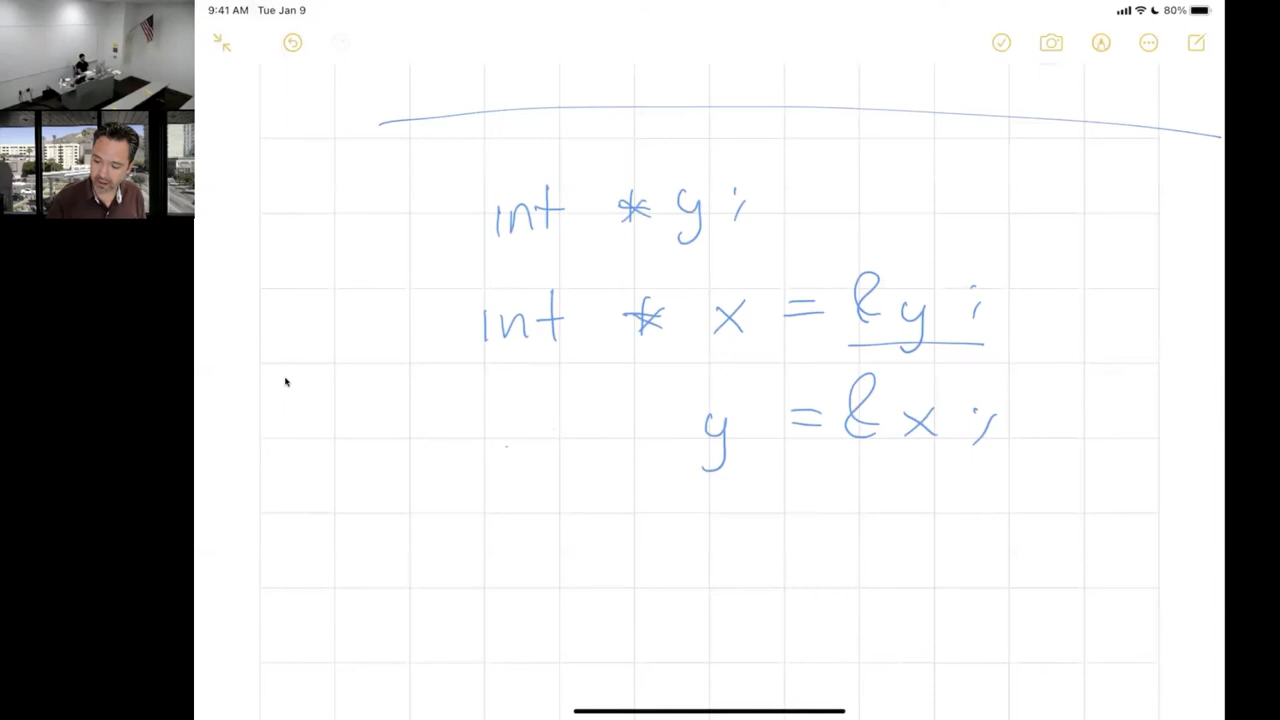 9:41 AM Tue Jan 9 80%
int * y ;
int * x = & y ;
y = & x ;